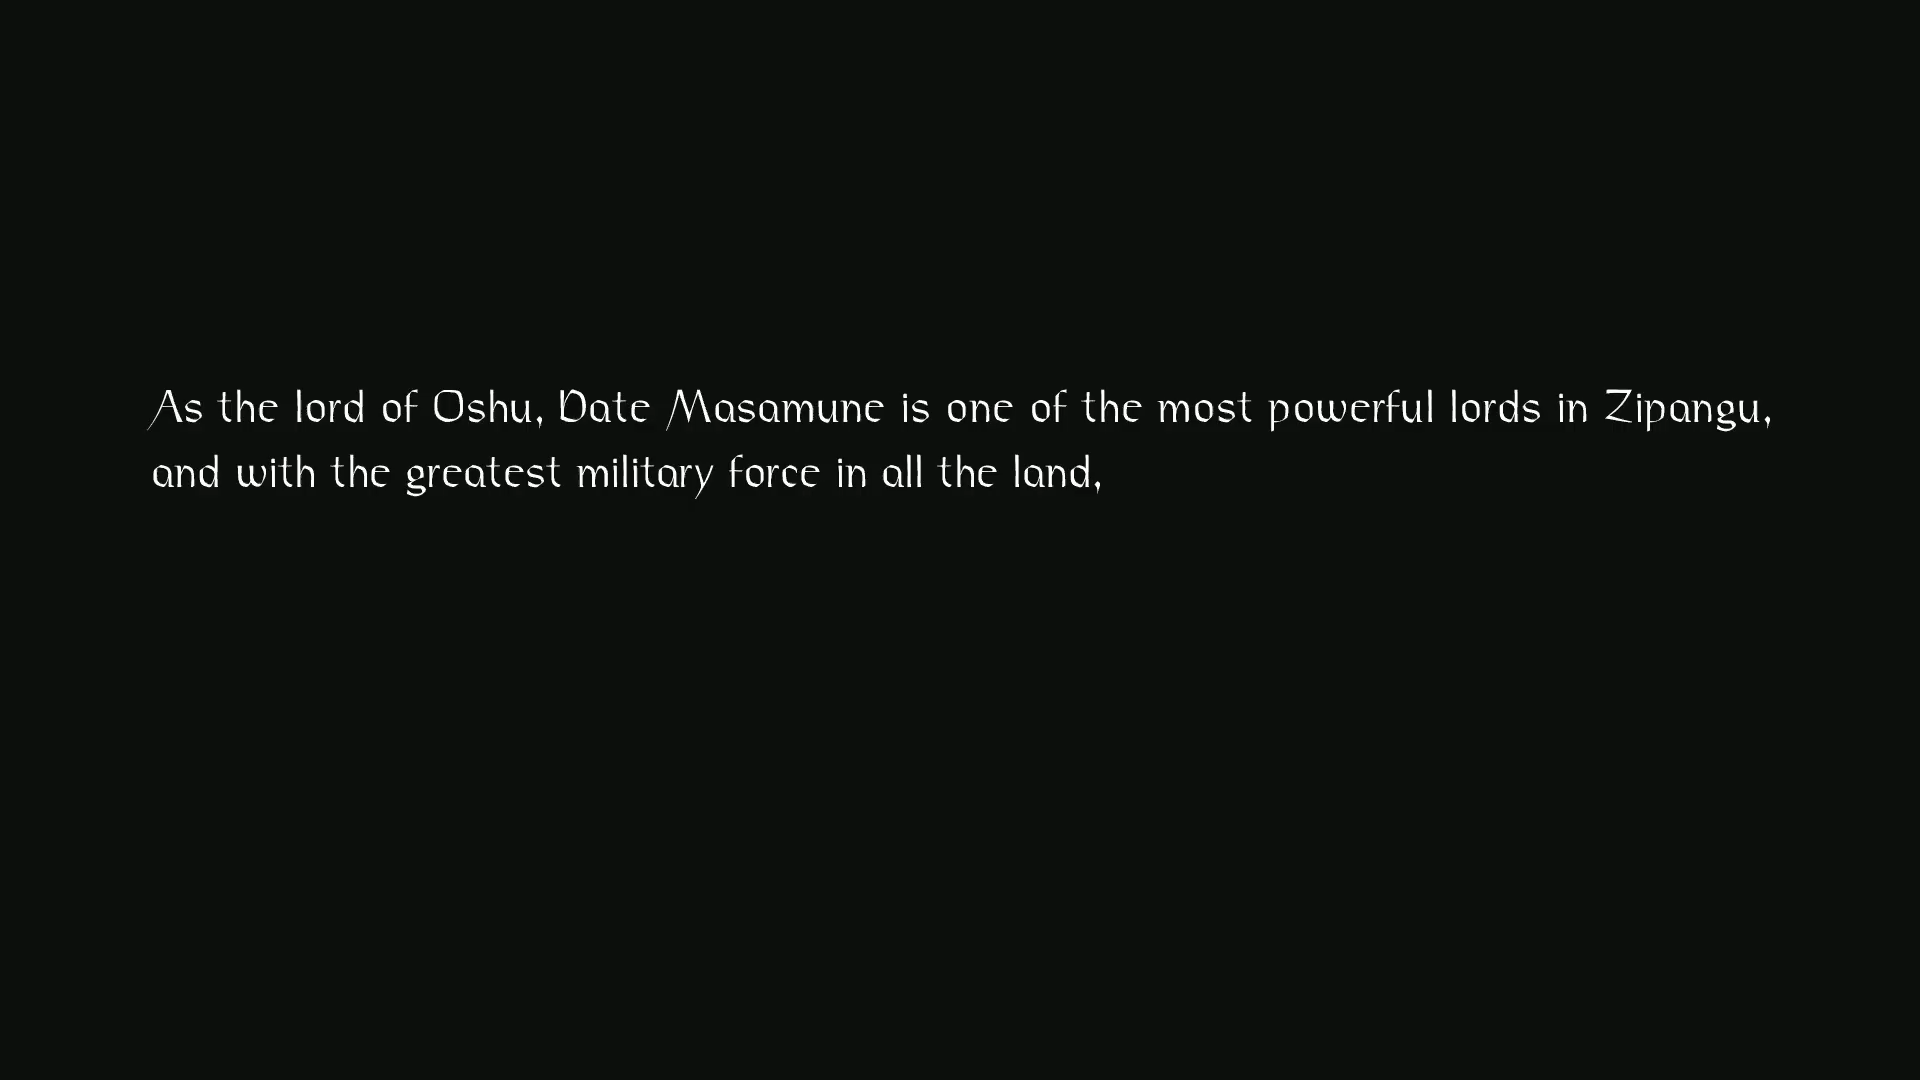 As the lord of Oshu, Date Masamune is one of the most powerful lords in Zipangu,
and with the greatest military force in all the land,